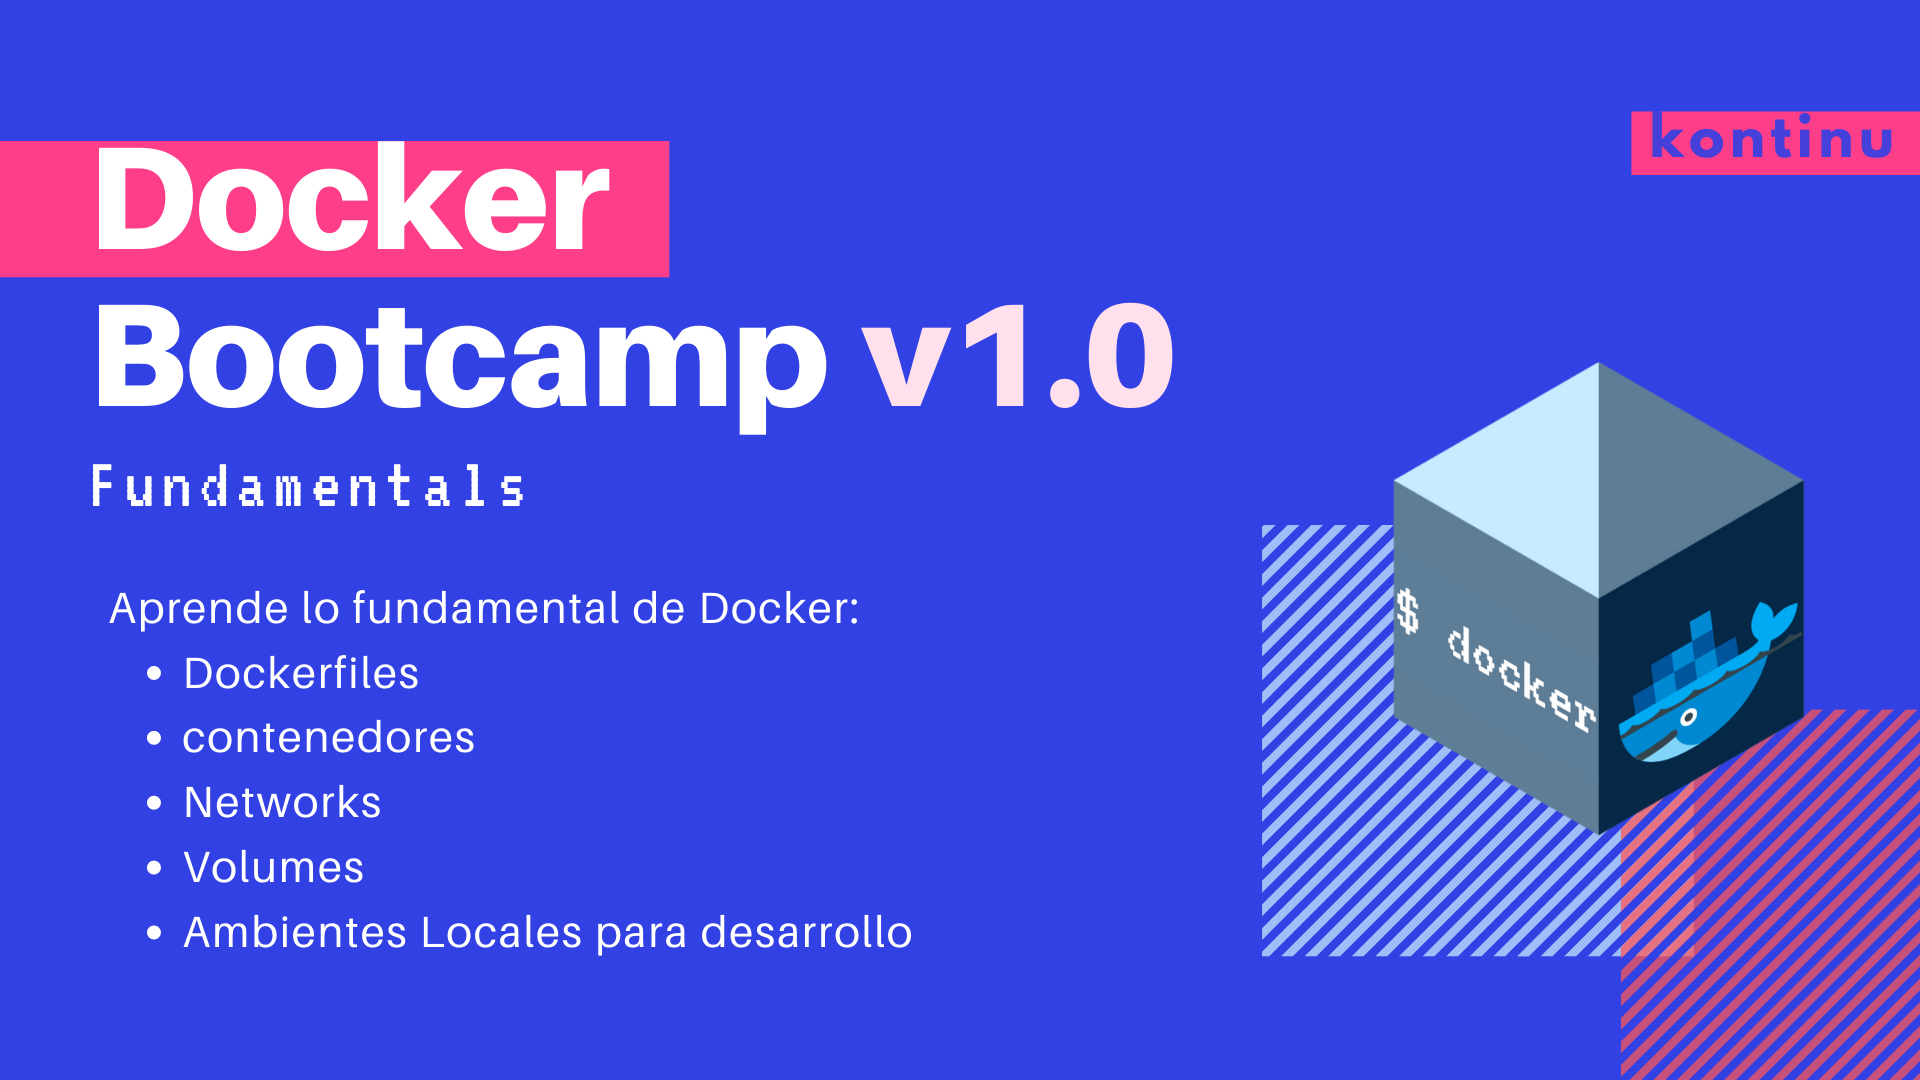 kontinu
Docker
Bootcamp v1.0
Fundamentals
Aprende lo fundamental de Docker:
• Dockerfiles
• contenedores
• Networks
• Volumes
• Ambientes Locales para desarrollo
$ docker